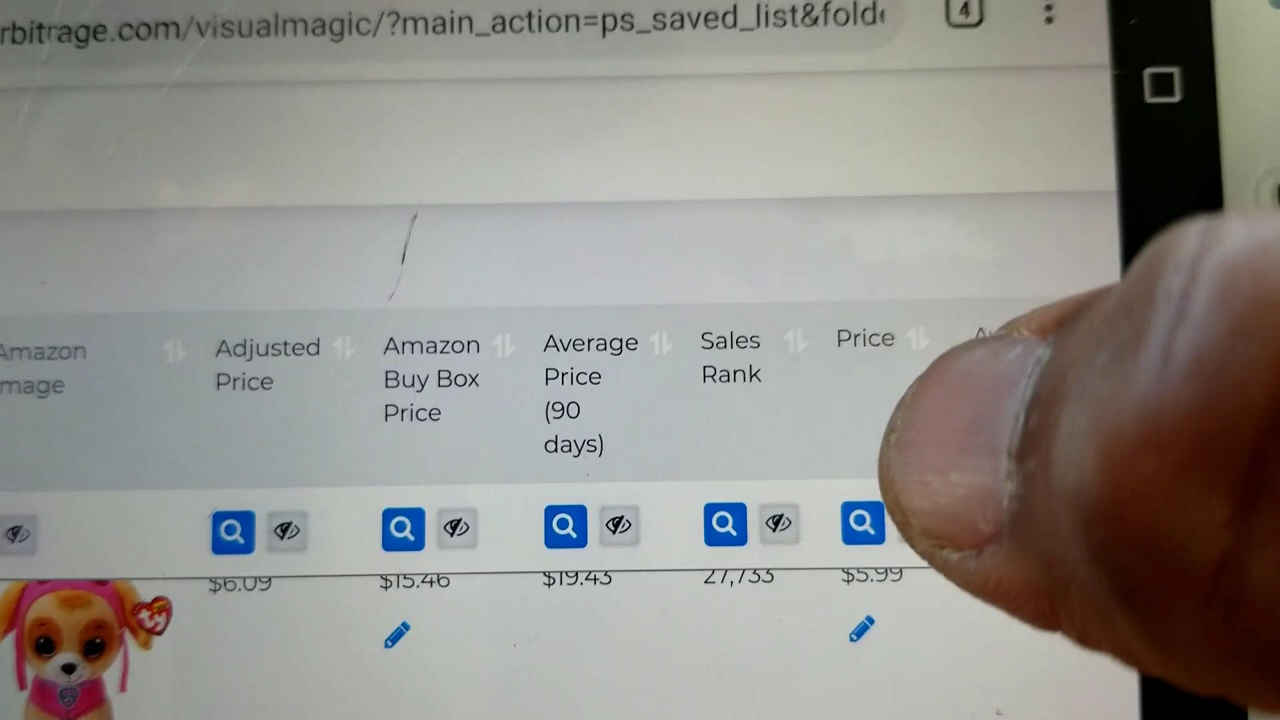 rbitrage.com/visualmagic/?main_action=ps_saved_list&fold
4
Amazon
mage
Adjusted
Price
Amazon
Buy Box
Price
Average
Price
(90
days)
Sales
Rank
Price
$6.09
$15.46
$19.43
27,733
$5.99
ty